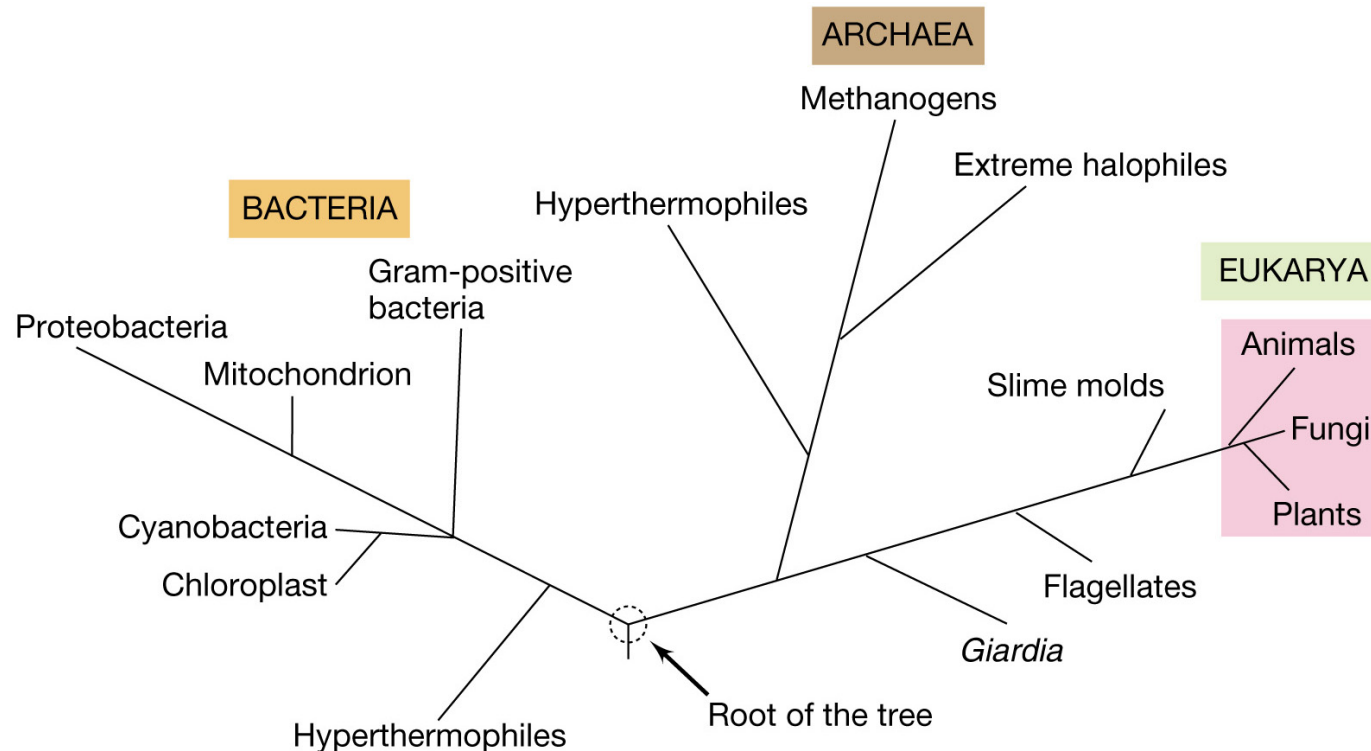 ARCHAEA
Methanogens
Extreme halophiles
Hyperthermophiles
BACTERIA
Gram-positive
bacteria
EUKARYA
Proteobacteria
Mitochondrion
Animals
Slime molds
Fungi
Cyanobacteria
Plants
Chloroplast
Flagellates
Giardia
Root of the tree
Hyperthermophiles